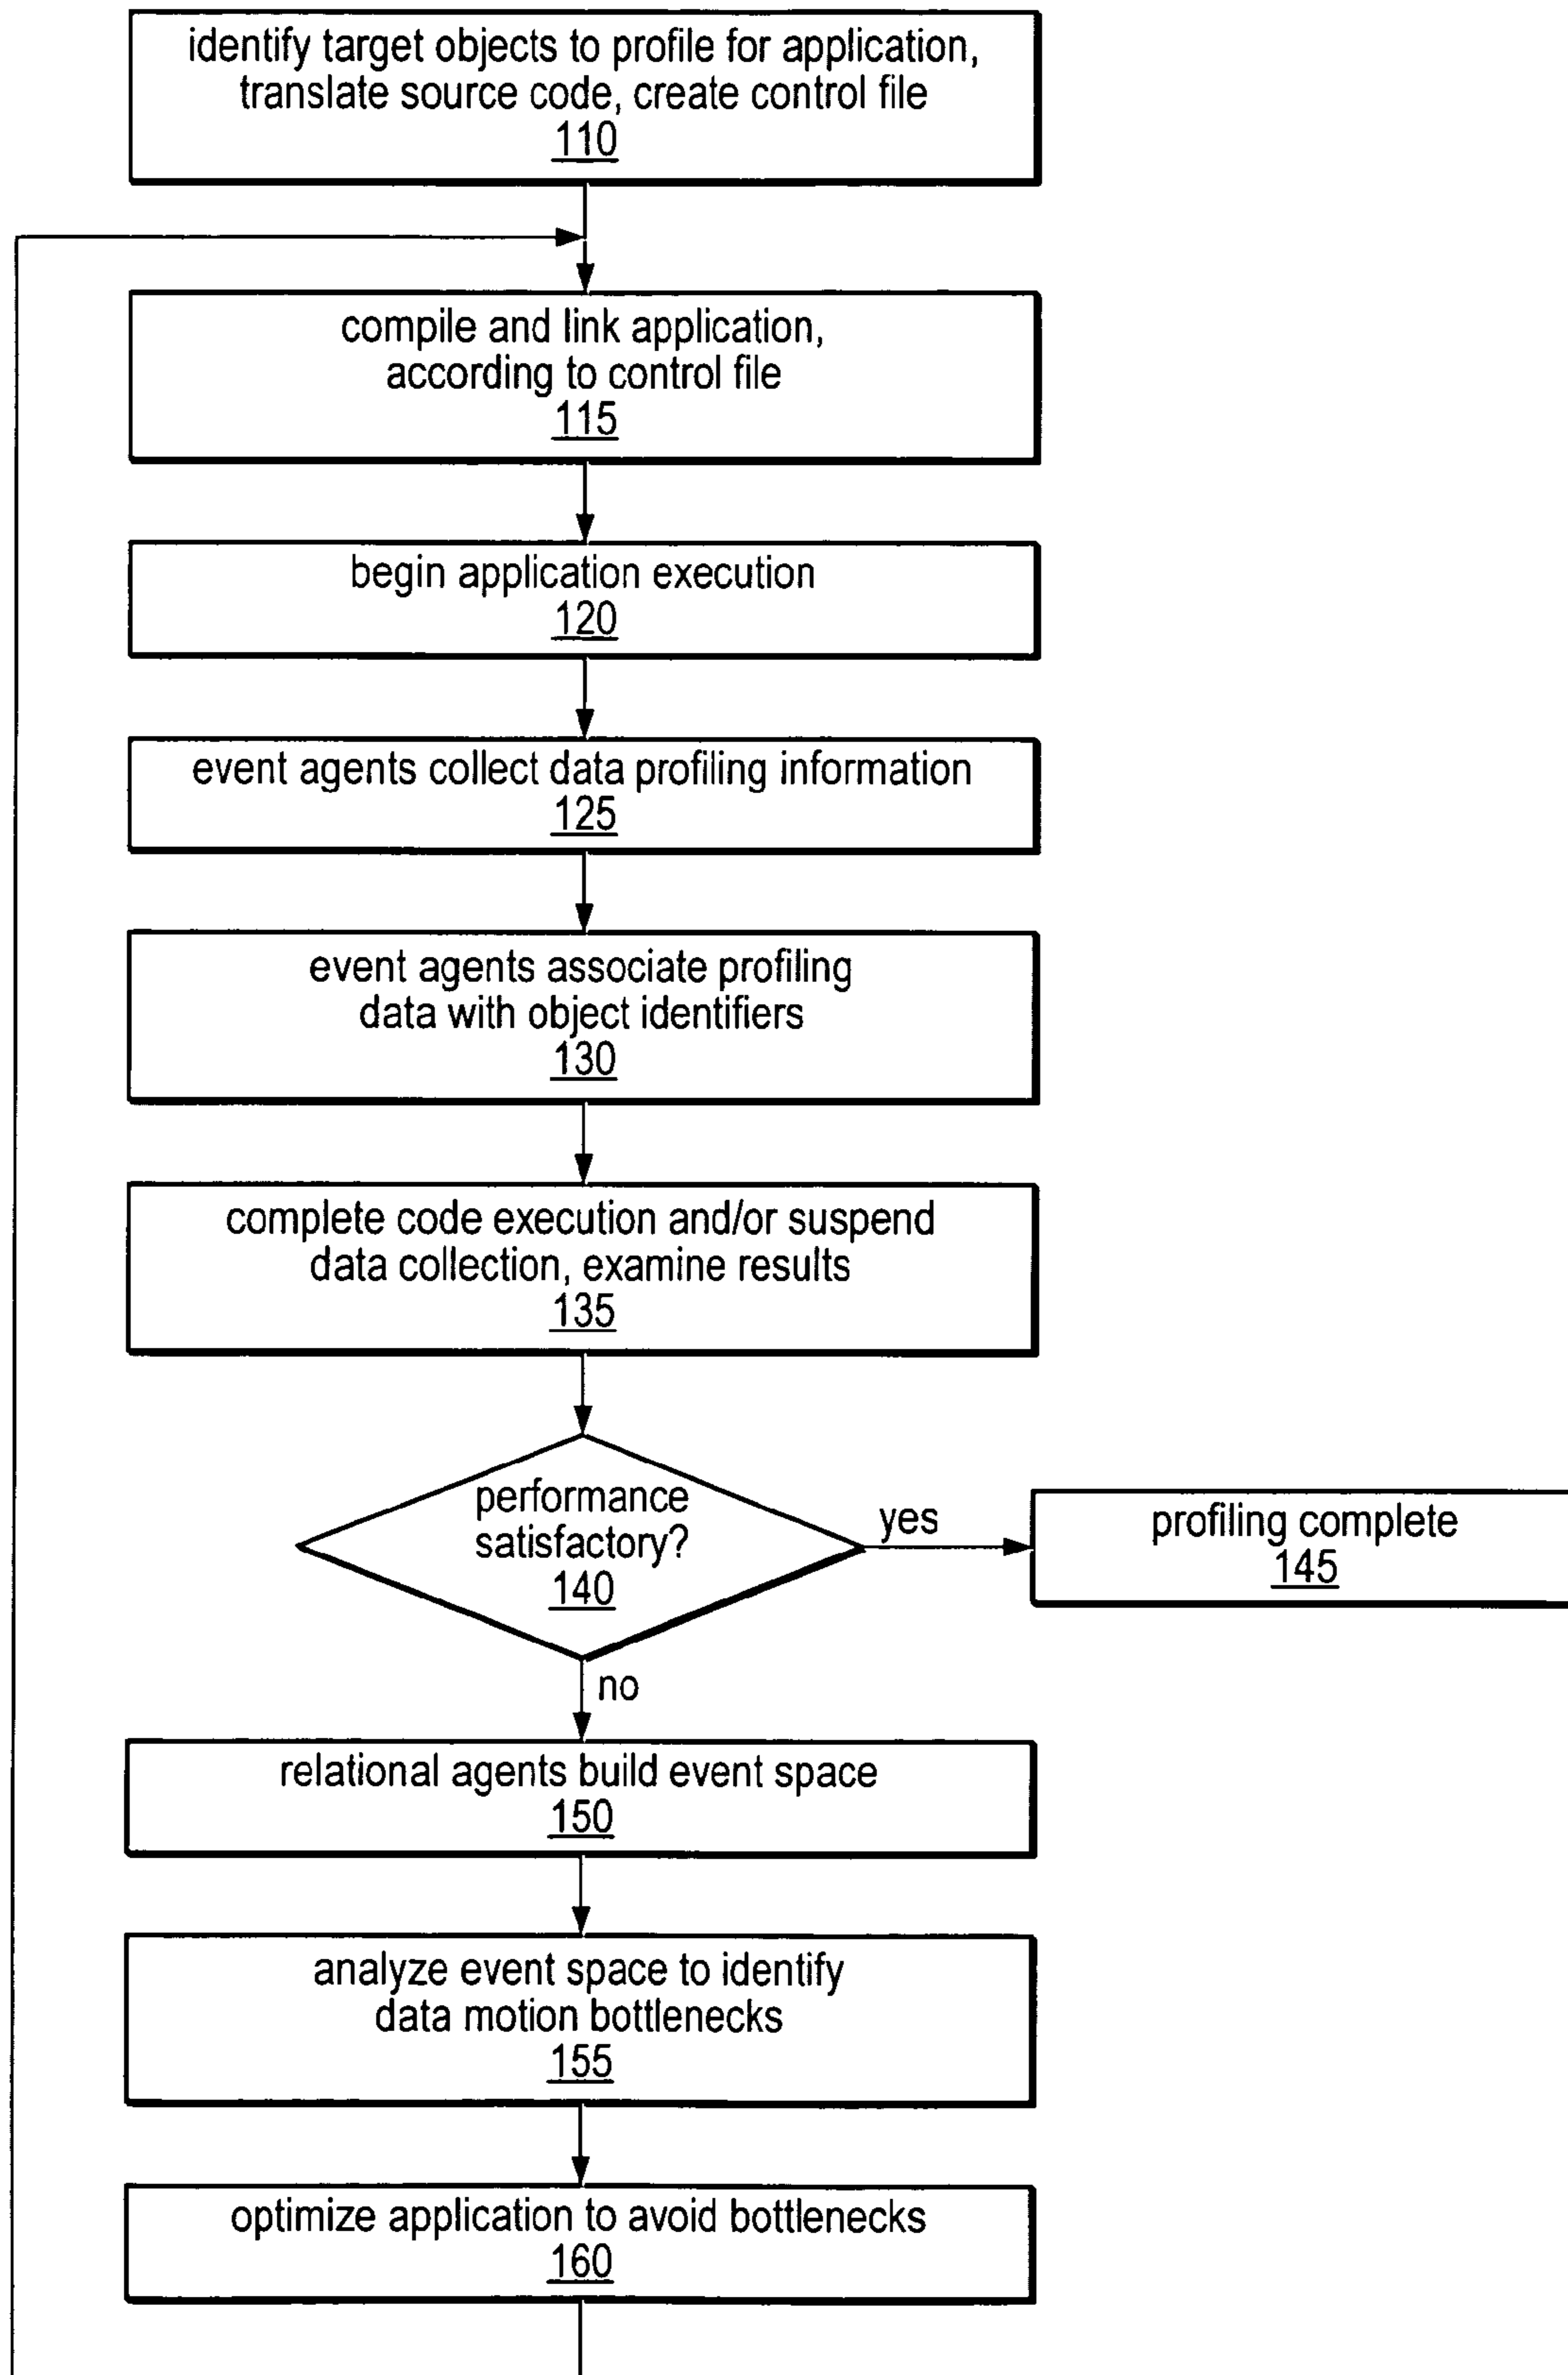 identify target objects to profile for application,
translate source code, create control file
110
compile and link application,
according to control file
115
begin application execution
120
event agents collect data profiling information
125
event agents associate profiling
data with object identifiers
130
complete code execution and/or suspend
data collection, examine results
135
performance
satisfactory?
140
yes
profiling complete
145
no
relational agents build event space
150
analyze event space to identify
data motion bottlenecks
155
optimize application to avoid bottlenecks
160